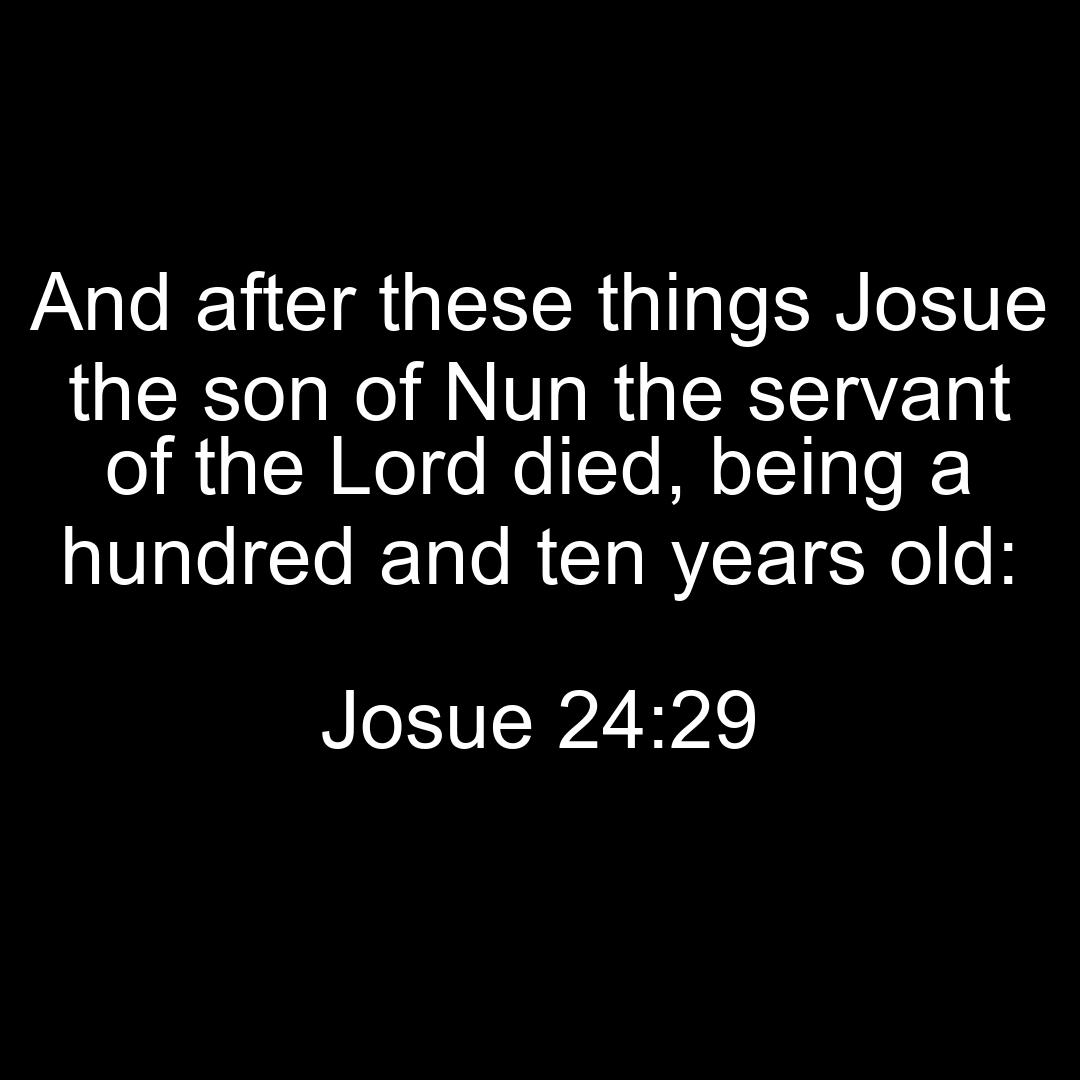 And after these things Josue
the son of Nun the servant
of the Lord died, being a
hundred and ten years old:
Josue 24:29